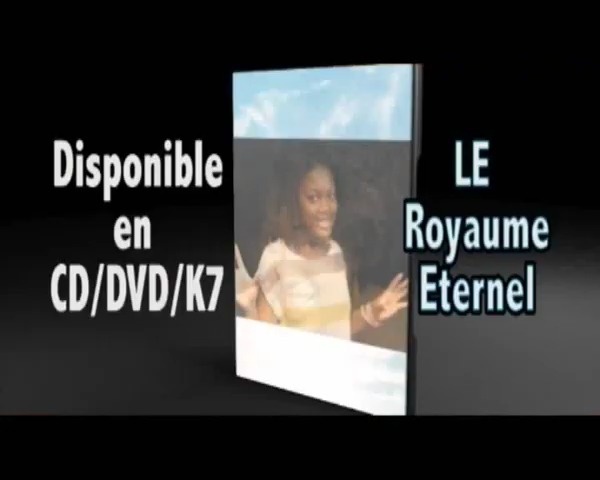 Disponible
en
CD/DVD/K7
LE
Royaume
Eternel